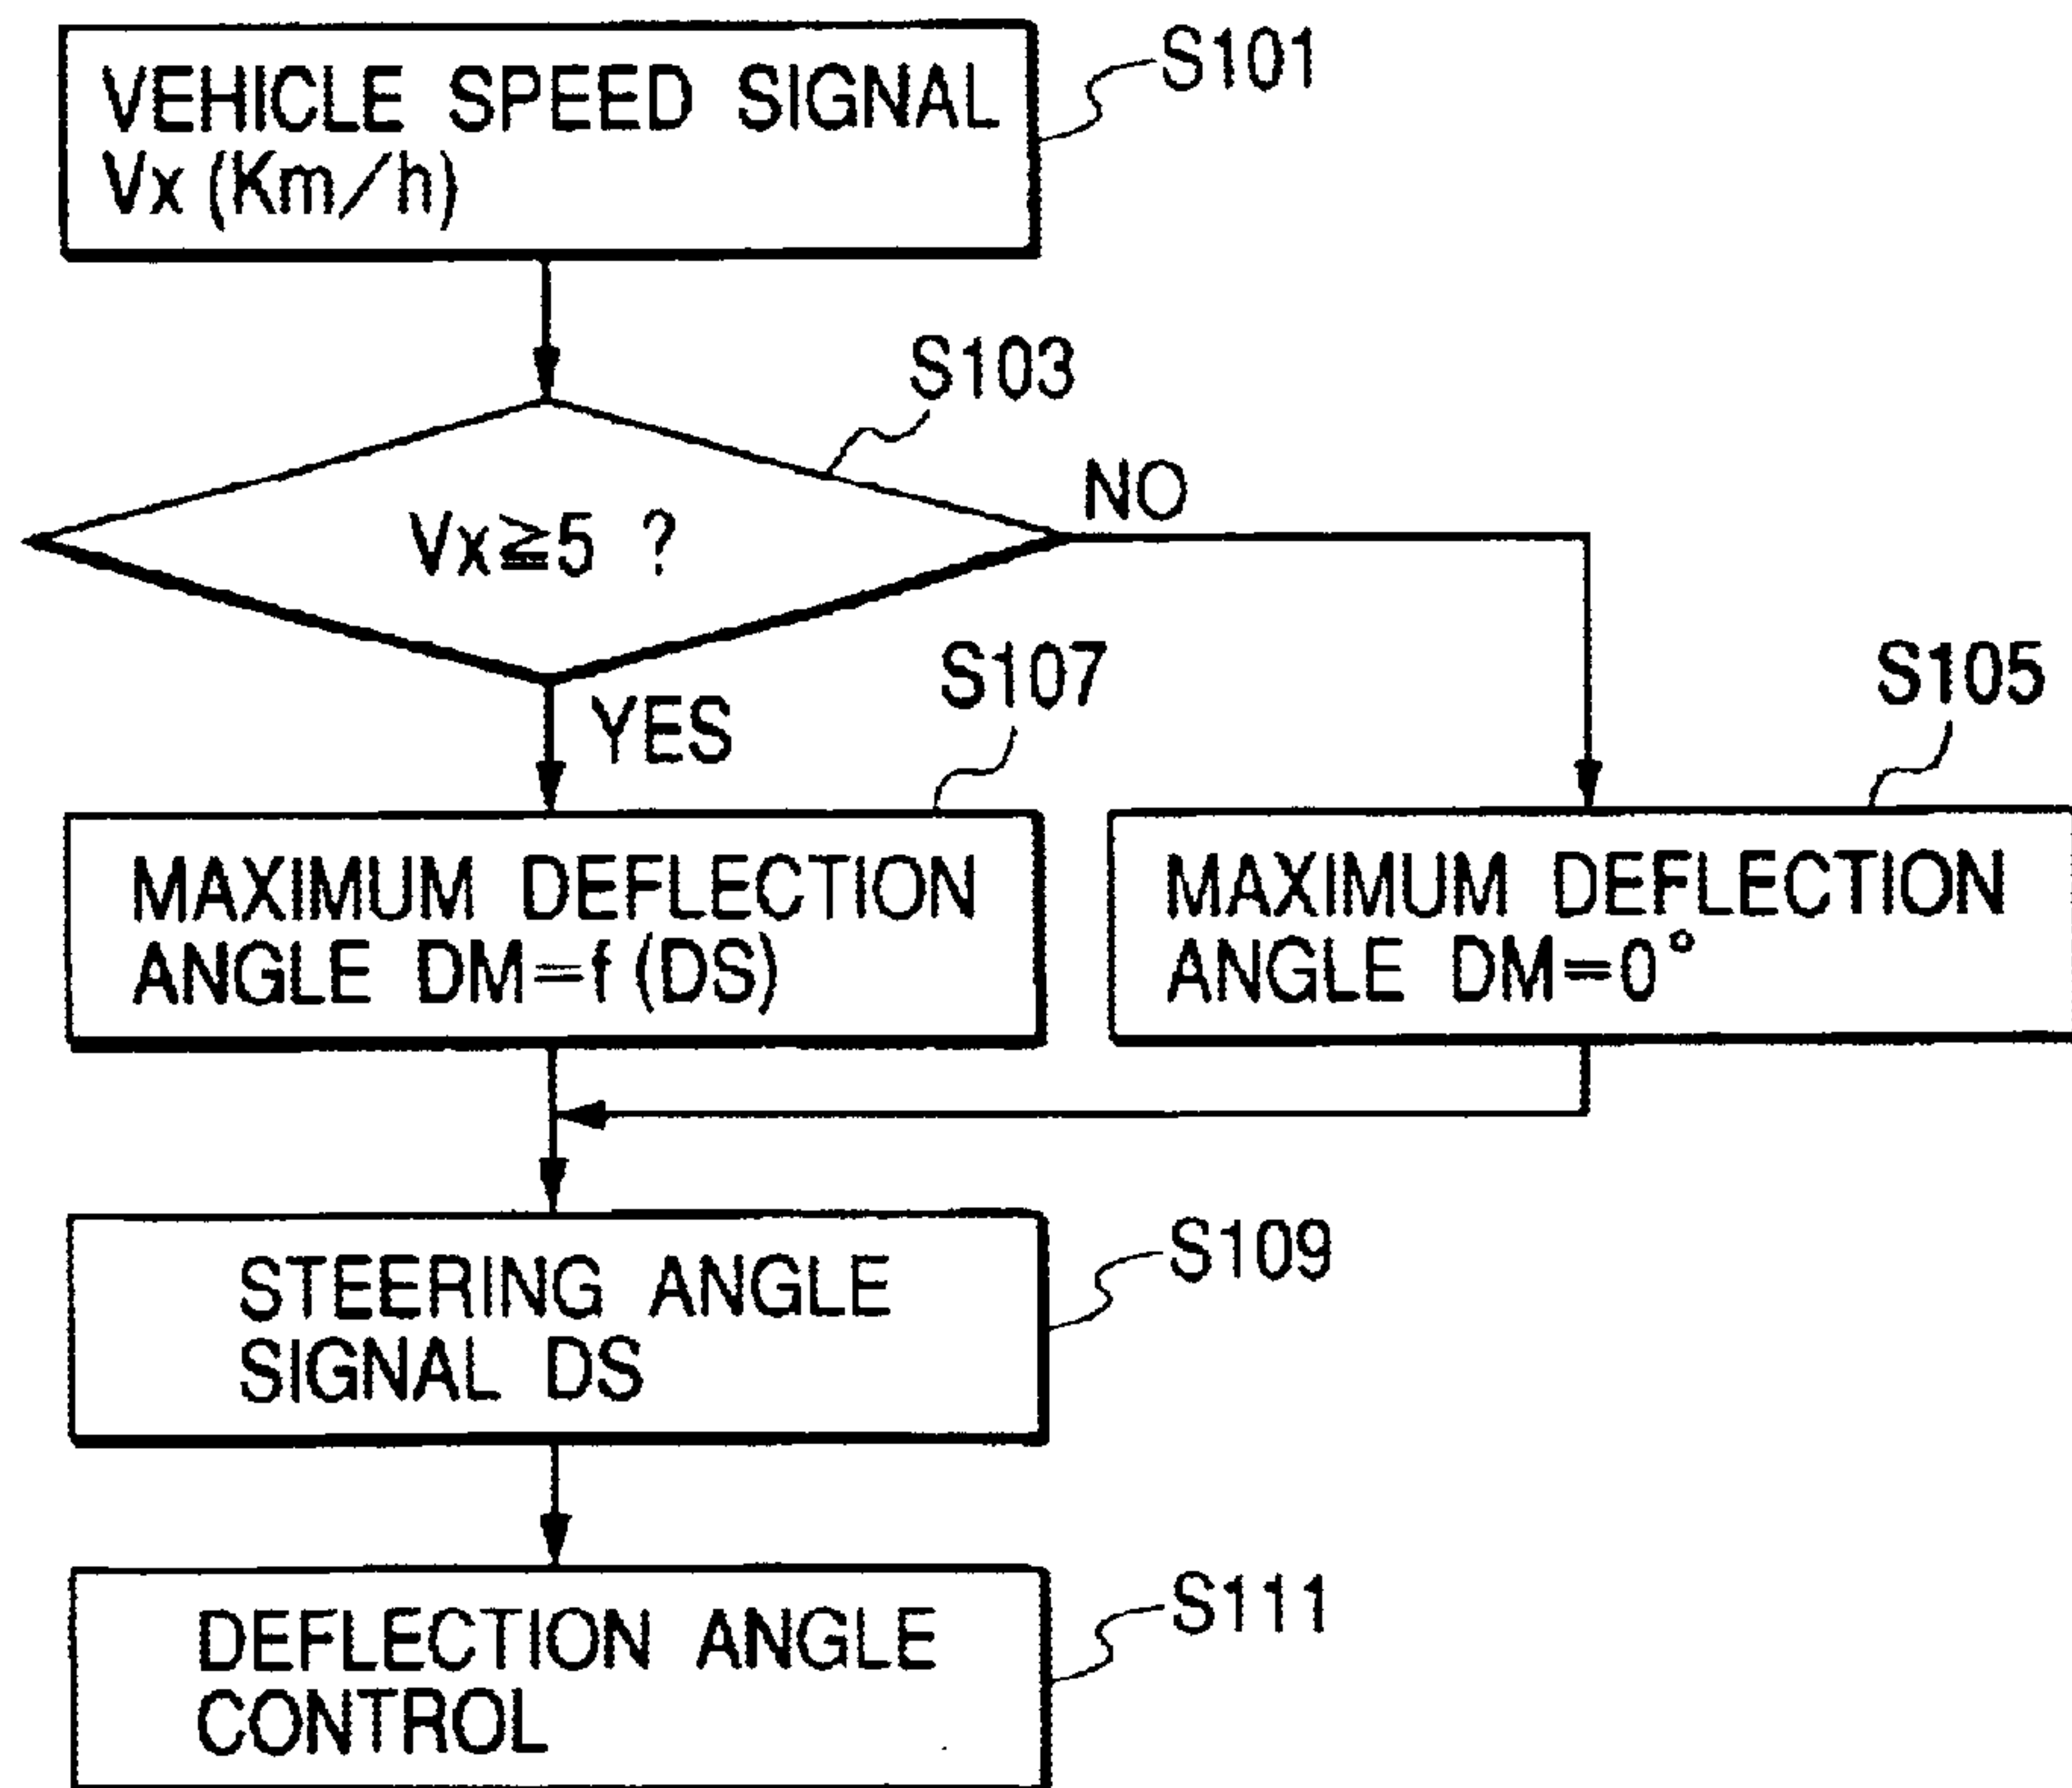 VEHICLE SPEED SIGNAL
Vx (Km/h)
S101
S103
Vx≧5 ?
NO
YES
S107
MAXIMUM DEFLECTION
ANGLE DM=f (DS)
S105
MAXIMUM DEFLECTION
ANGLE DM=0°
STEERING ANGLE
SIGNAL DS
S109
DEFLECTION ANGLE
CONTROL
S111